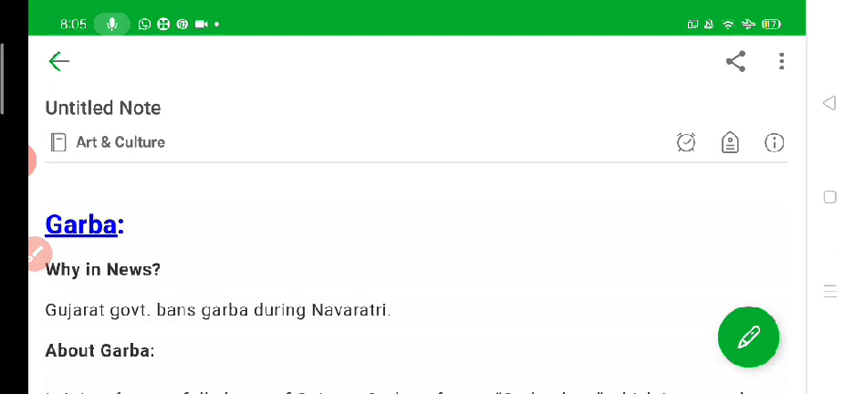 8:05
Untitled Note
Art & Culture
Garba:
Why in News?
Gujarat govt. bans garba during Navaratri.
About Garba: